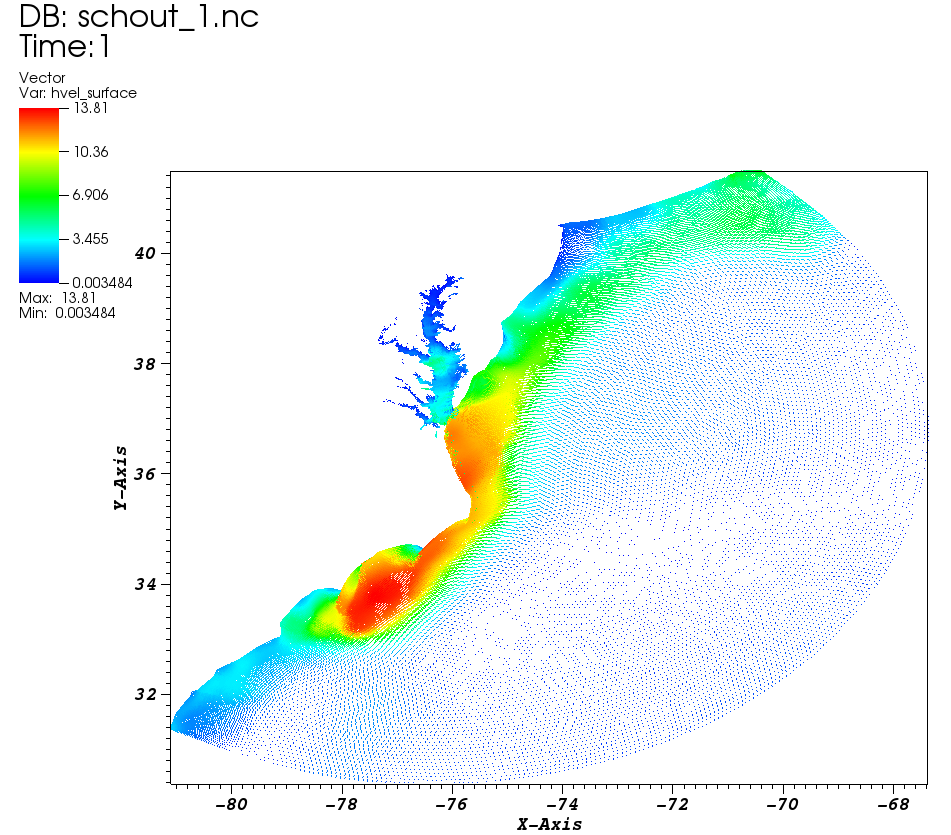 DB: schout_1.nc
Time:1
Vector
Var: hvel_surface
13.81
10.36
6.906
3.455
0.003484
Max: 13.81
Min: 0.003484
40
38
36
34
32
Y-Axis
-80 -78 -76 -74 -72 -70 -68
X-Axis